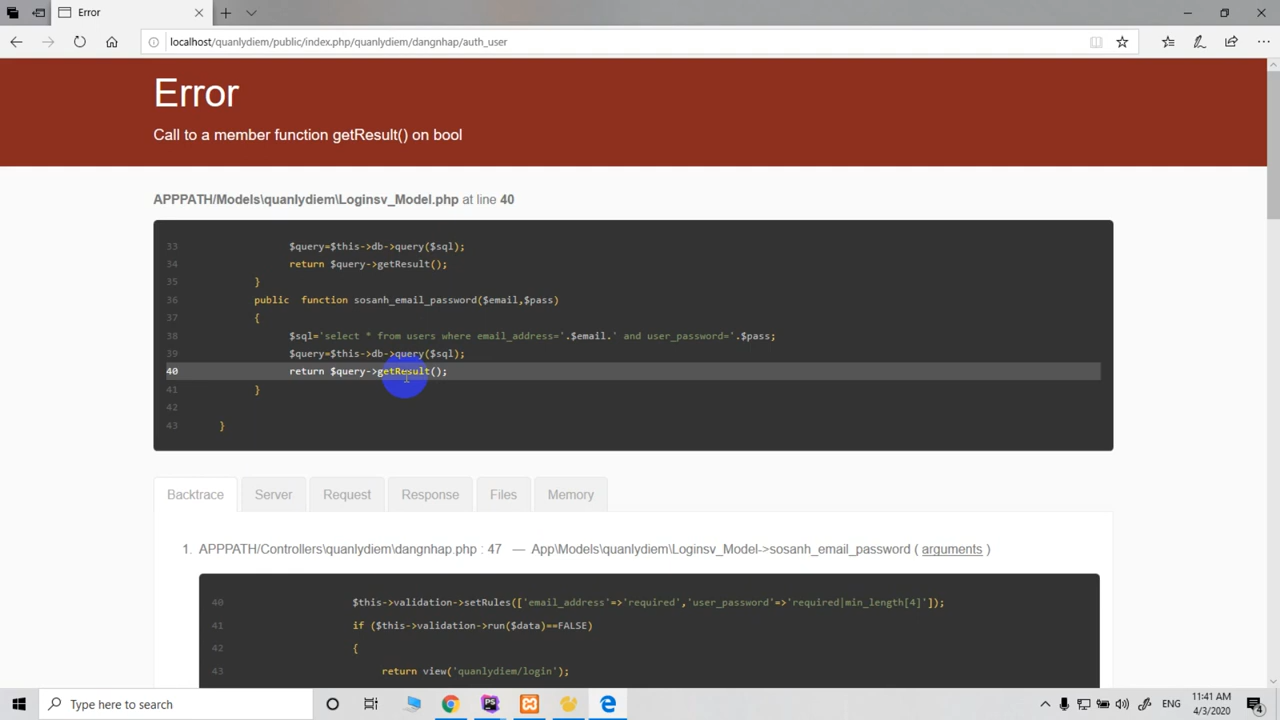 Error
localhost/quanlydiem/public/index.php/quanlydiem/dangnhap/auth_user
Error
Call to a member function getResult() on bool
APPPATH/Models\quanlydiem\Loginsv_Model.php at line 40
33 $query=$this->db->query($sql);
34 return $query->getResult();
35 }
36 public function sosanh_email_password($email,$pass)
37 {
38 $sql='select * from users where email_address='.$email.' and user_password='.$pass;
39 $query=$this->db->query($sql);
40 return $query->getResult();
41 }
42
43 }
Backtrace Server Request Response Files Memory
1. APPPATH/Controllers\quanlydiem\dangnhap.php : 47 — App\Models\quanlydiem\Loginsv_Model->sosanh_email_password ( arguments )
40 $this->validation->setRules(['email_address'=>'required','user_password'=>'required|min_length[4]']);
41 if ($this->validation->run($data)==FALSE)
42 {
43 return view('quanlydiem/login');
Type here to search
PS
ENG
11:41 AM
4/3/2020
4